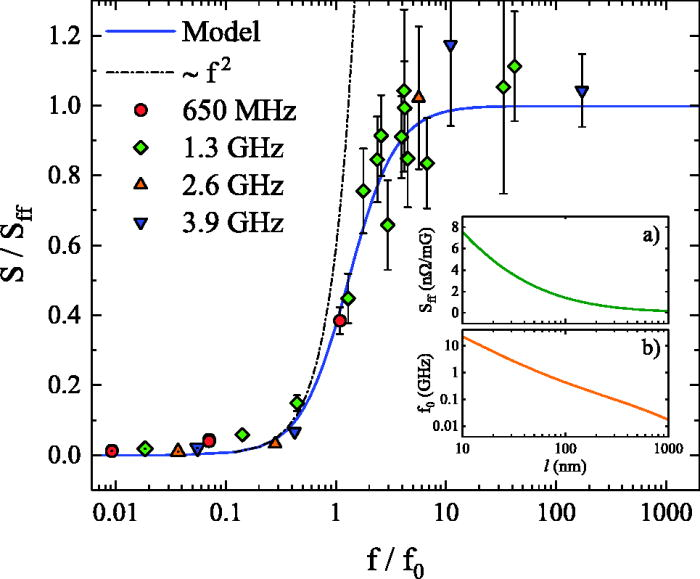 Model
~ f²
650 MHz
1.3 GHz
2.6 GHz
3.9 GHz
S / S_ff
1.2
1.0
0.8
0.6
0.4
0.2
0.0
0.01
0.1
1
10
100
1000
f / f₀
a)
S_ff (nΩ/mG)
8
6
4
2
0
b)
f₀ (GHz)
10
1
0.1
0.01
10
100
1000
l (nm)